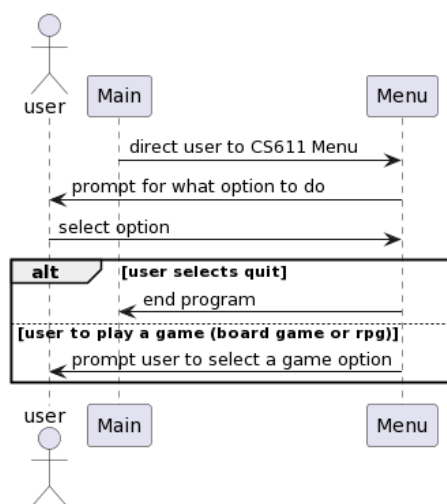 user
Main
Menu
direct user to CS611 Menu
prompt for what option to do
select option
alt
[user selects quit]
end program
[user to play a game (board game or rpg)]
prompt user to select a game option
user
Main
Menu